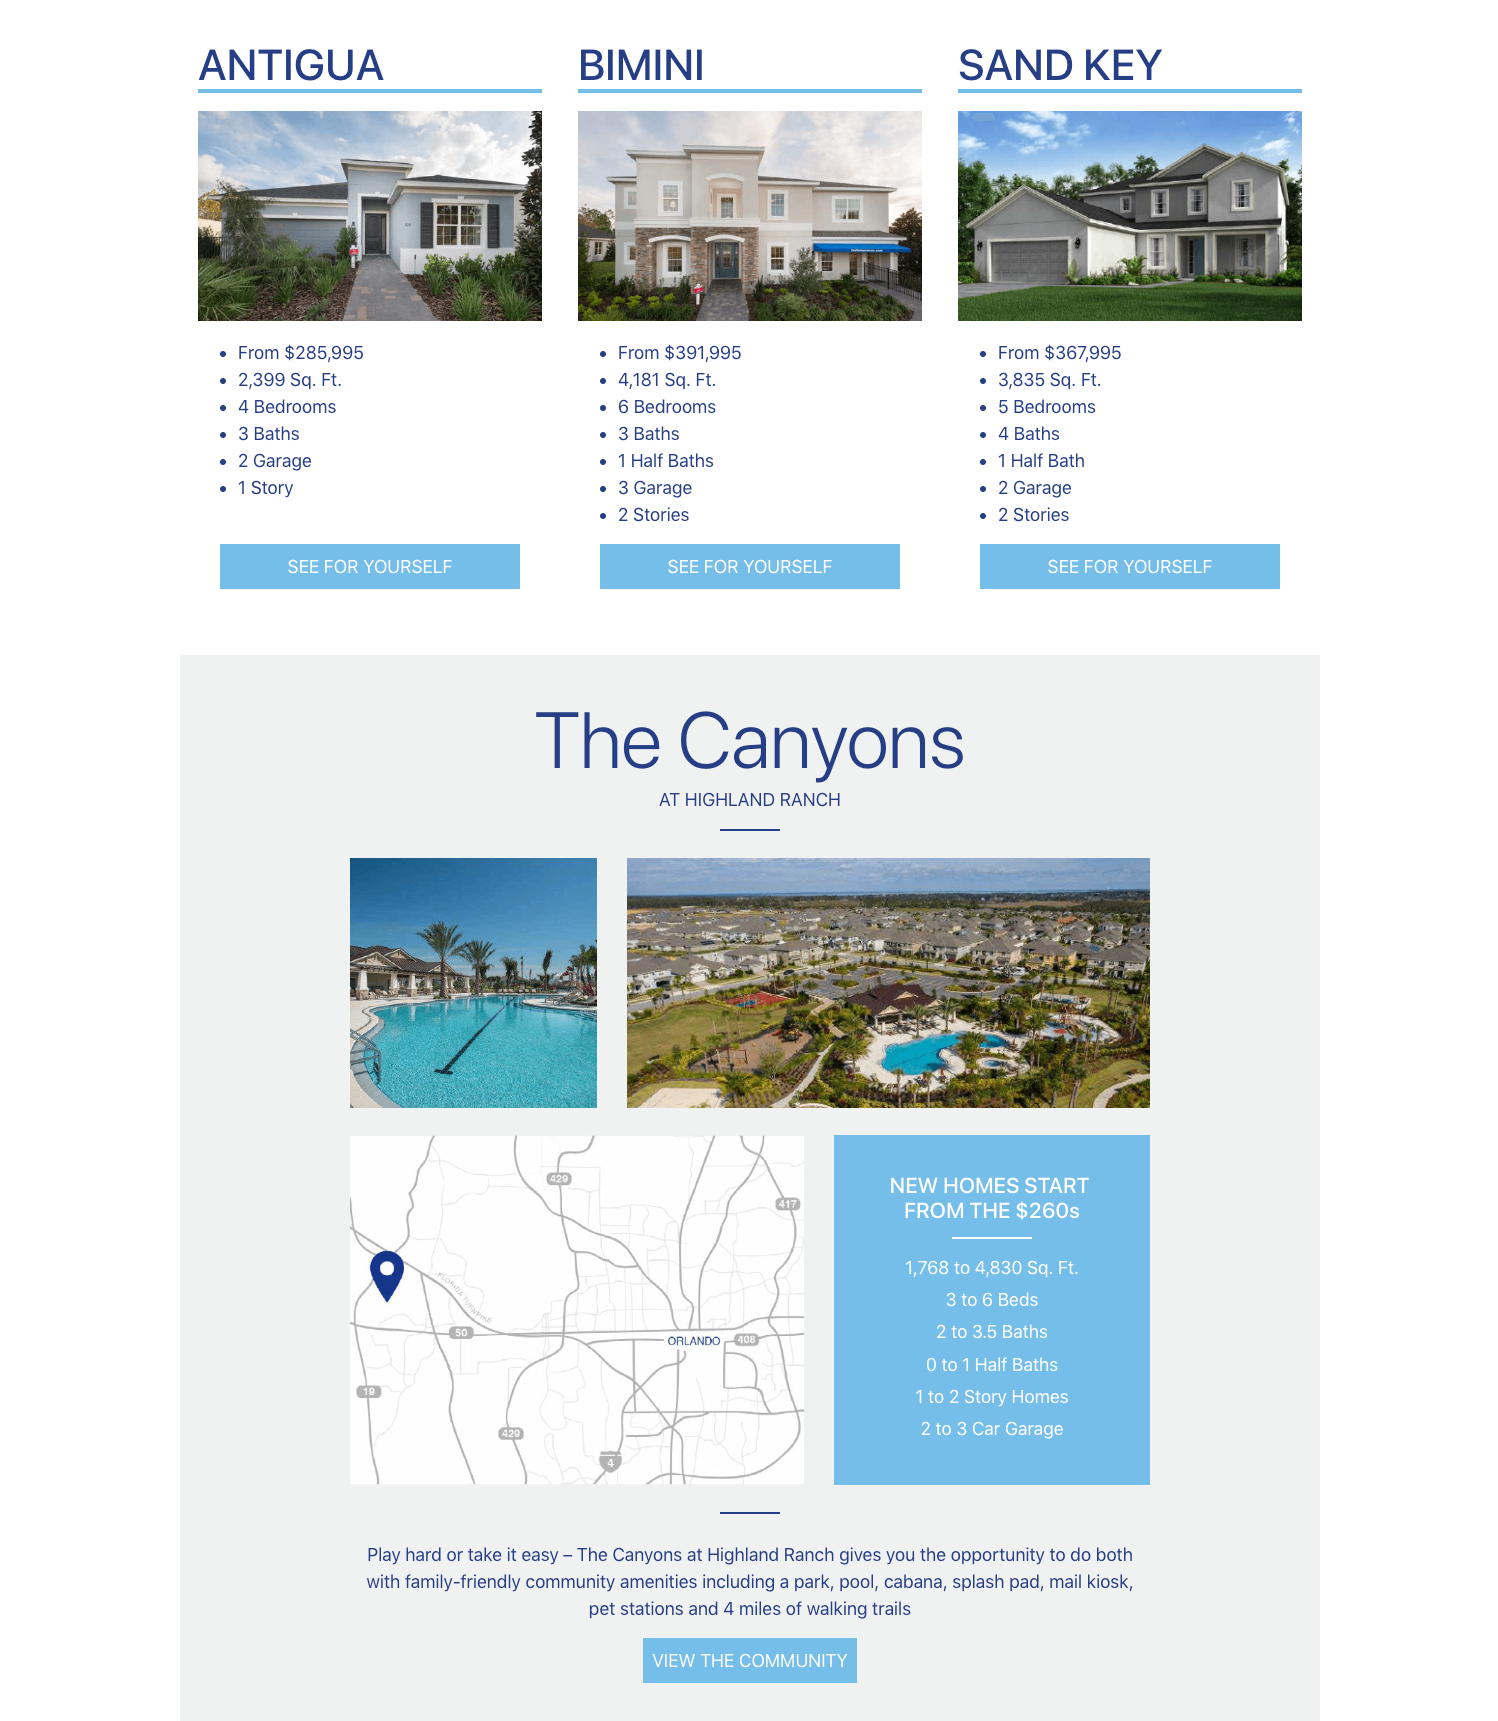 ANTIGUA
From $285,995
2,399 Sq. Ft.
4 Bedrooms
3 Baths
2 Garage
1 Story
SEE FOR YOURSELF
BIMINI
From $391,995
4,181 Sq. Ft.
6 Bedrooms
3 Baths
1 Half Baths
3 Garage
2 Stories
SEE FOR YOURSELF
SAND KEY
From $367,995
3,835 Sq. Ft.
5 Bedrooms
4 Baths
1 Half Bath
2 Garage
2 Stories
SEE FOR YOURSELF
The Canyons
AT HIGHLAND RANCH
429
417
FLORIDA TURNPIKE
50
ORLANDO
408
19
429
4
NEW HOMES START
FROM THE $260s
1,768 to 4,830 Sq. Ft.
3 to 6 Beds
2 to 3.5 Baths
0 to 1 Half Baths
1 to 2 Story Homes
2 to 3 Car Garage
Play hard or take it easy – The Canyons at Highland Ranch gives you the opportunity to do both
with family-friendly community amenities including a park, pool, cabana, splash pad, mail kiosk,
pet stations and 4 miles of walking trails
VIEW THE COMMUNITY